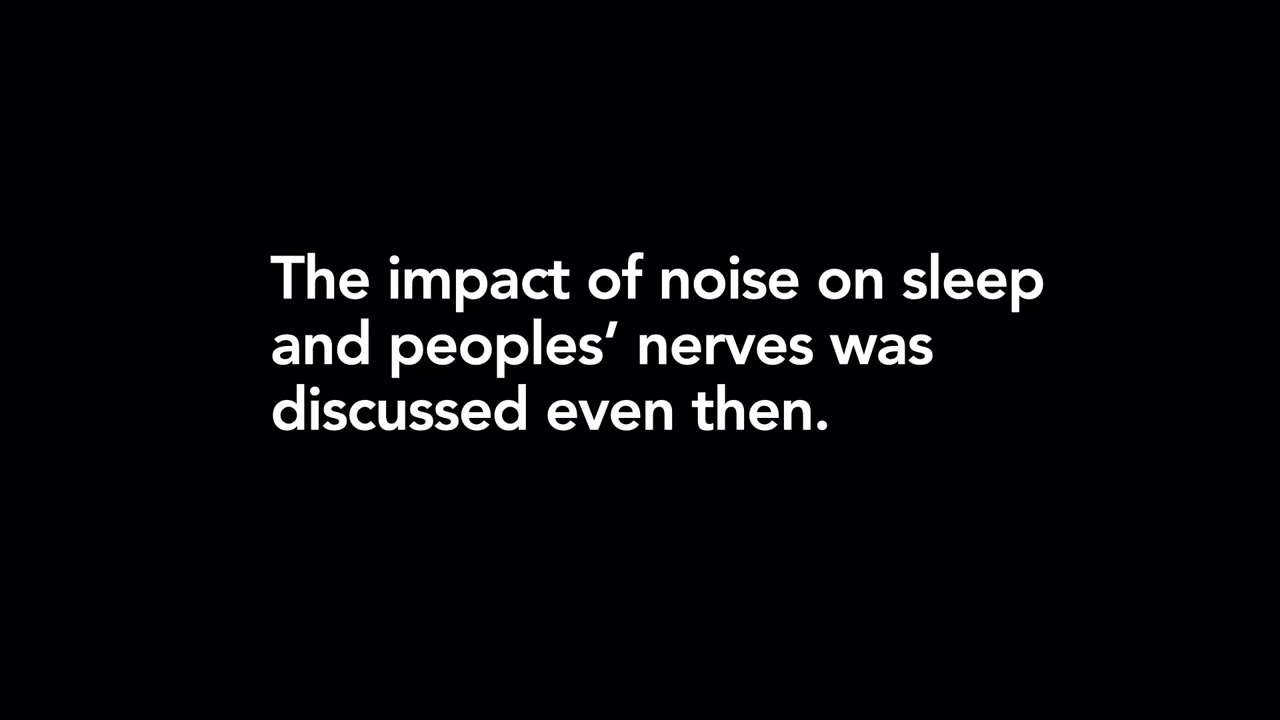 The impact of noise on sleep
and peoples’ nerves was
discussed even then.